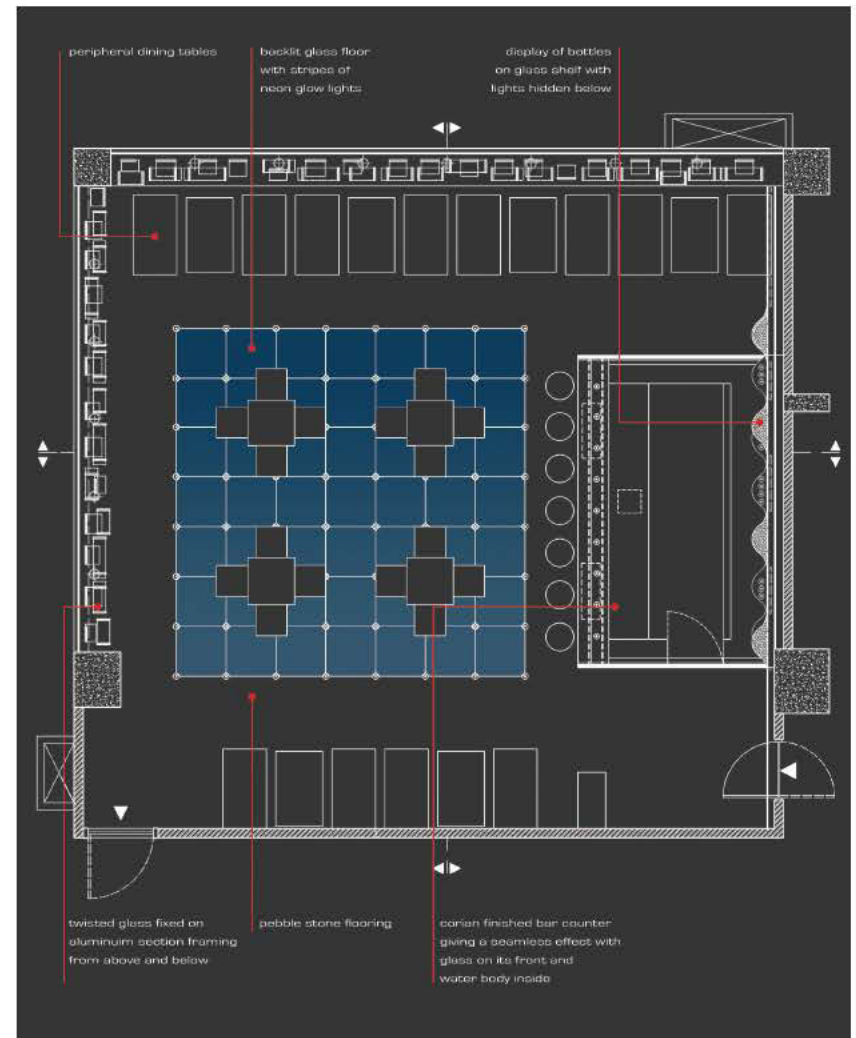 peripheral dining tables
backlit glass floor
with stripes of
neon glow lights
display of bottles
on glass shelf with
lights hidden below
twisted glass fixed on
aluminuim section framing
from above and below
pebble stone flooring
corian finished bar counter
giving a seamless effect with
glass on its front and
water body inside